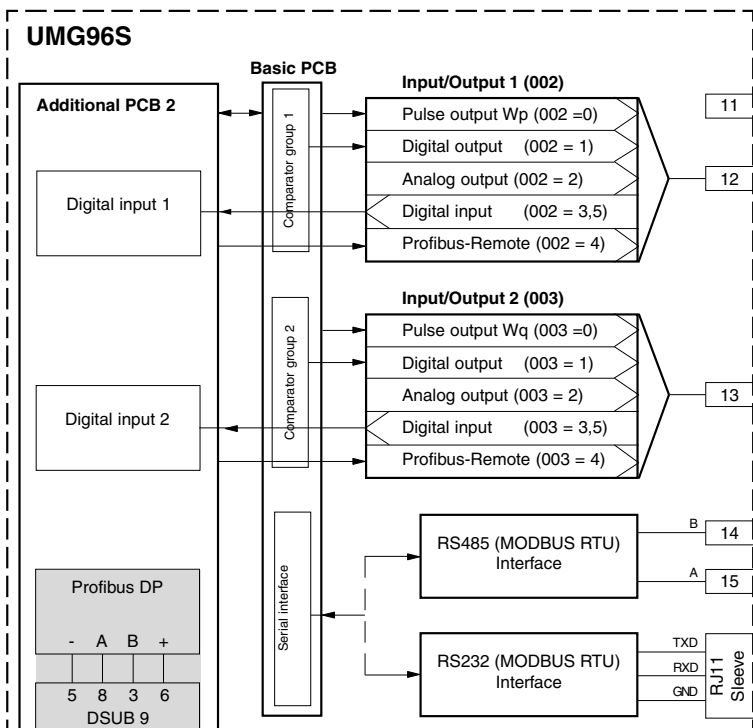 UMG96S
Basic PCB
Additional PCB 2
Digital input 1
Digital input 2
Profibus DP
- A B +
5 8 3 6
DSUB 9
Comparator group 1
Comparator group 2
Serial interface
Input/Output 1 (002)
Pulse output Wp (002 =0)
Digital output (002 = 1)
Analog output (002 = 2)
Digital input (002 = 3,5)
Profibus-Remote (002 = 4)
11
12
Input/Output 2 (003)
Pulse output Wq (003 =0)
Digital output (003 = 1)
Analog output (003 = 2)
Digital input (003 = 3,5)
Profibus-Remote (003 = 4)
13
RS485 (MODBUS RTU)
Interface
B 14
A 15
RS232 (MODBUS RTU)
Interface
TXD
RXD
GND
RJ11
Sleeve